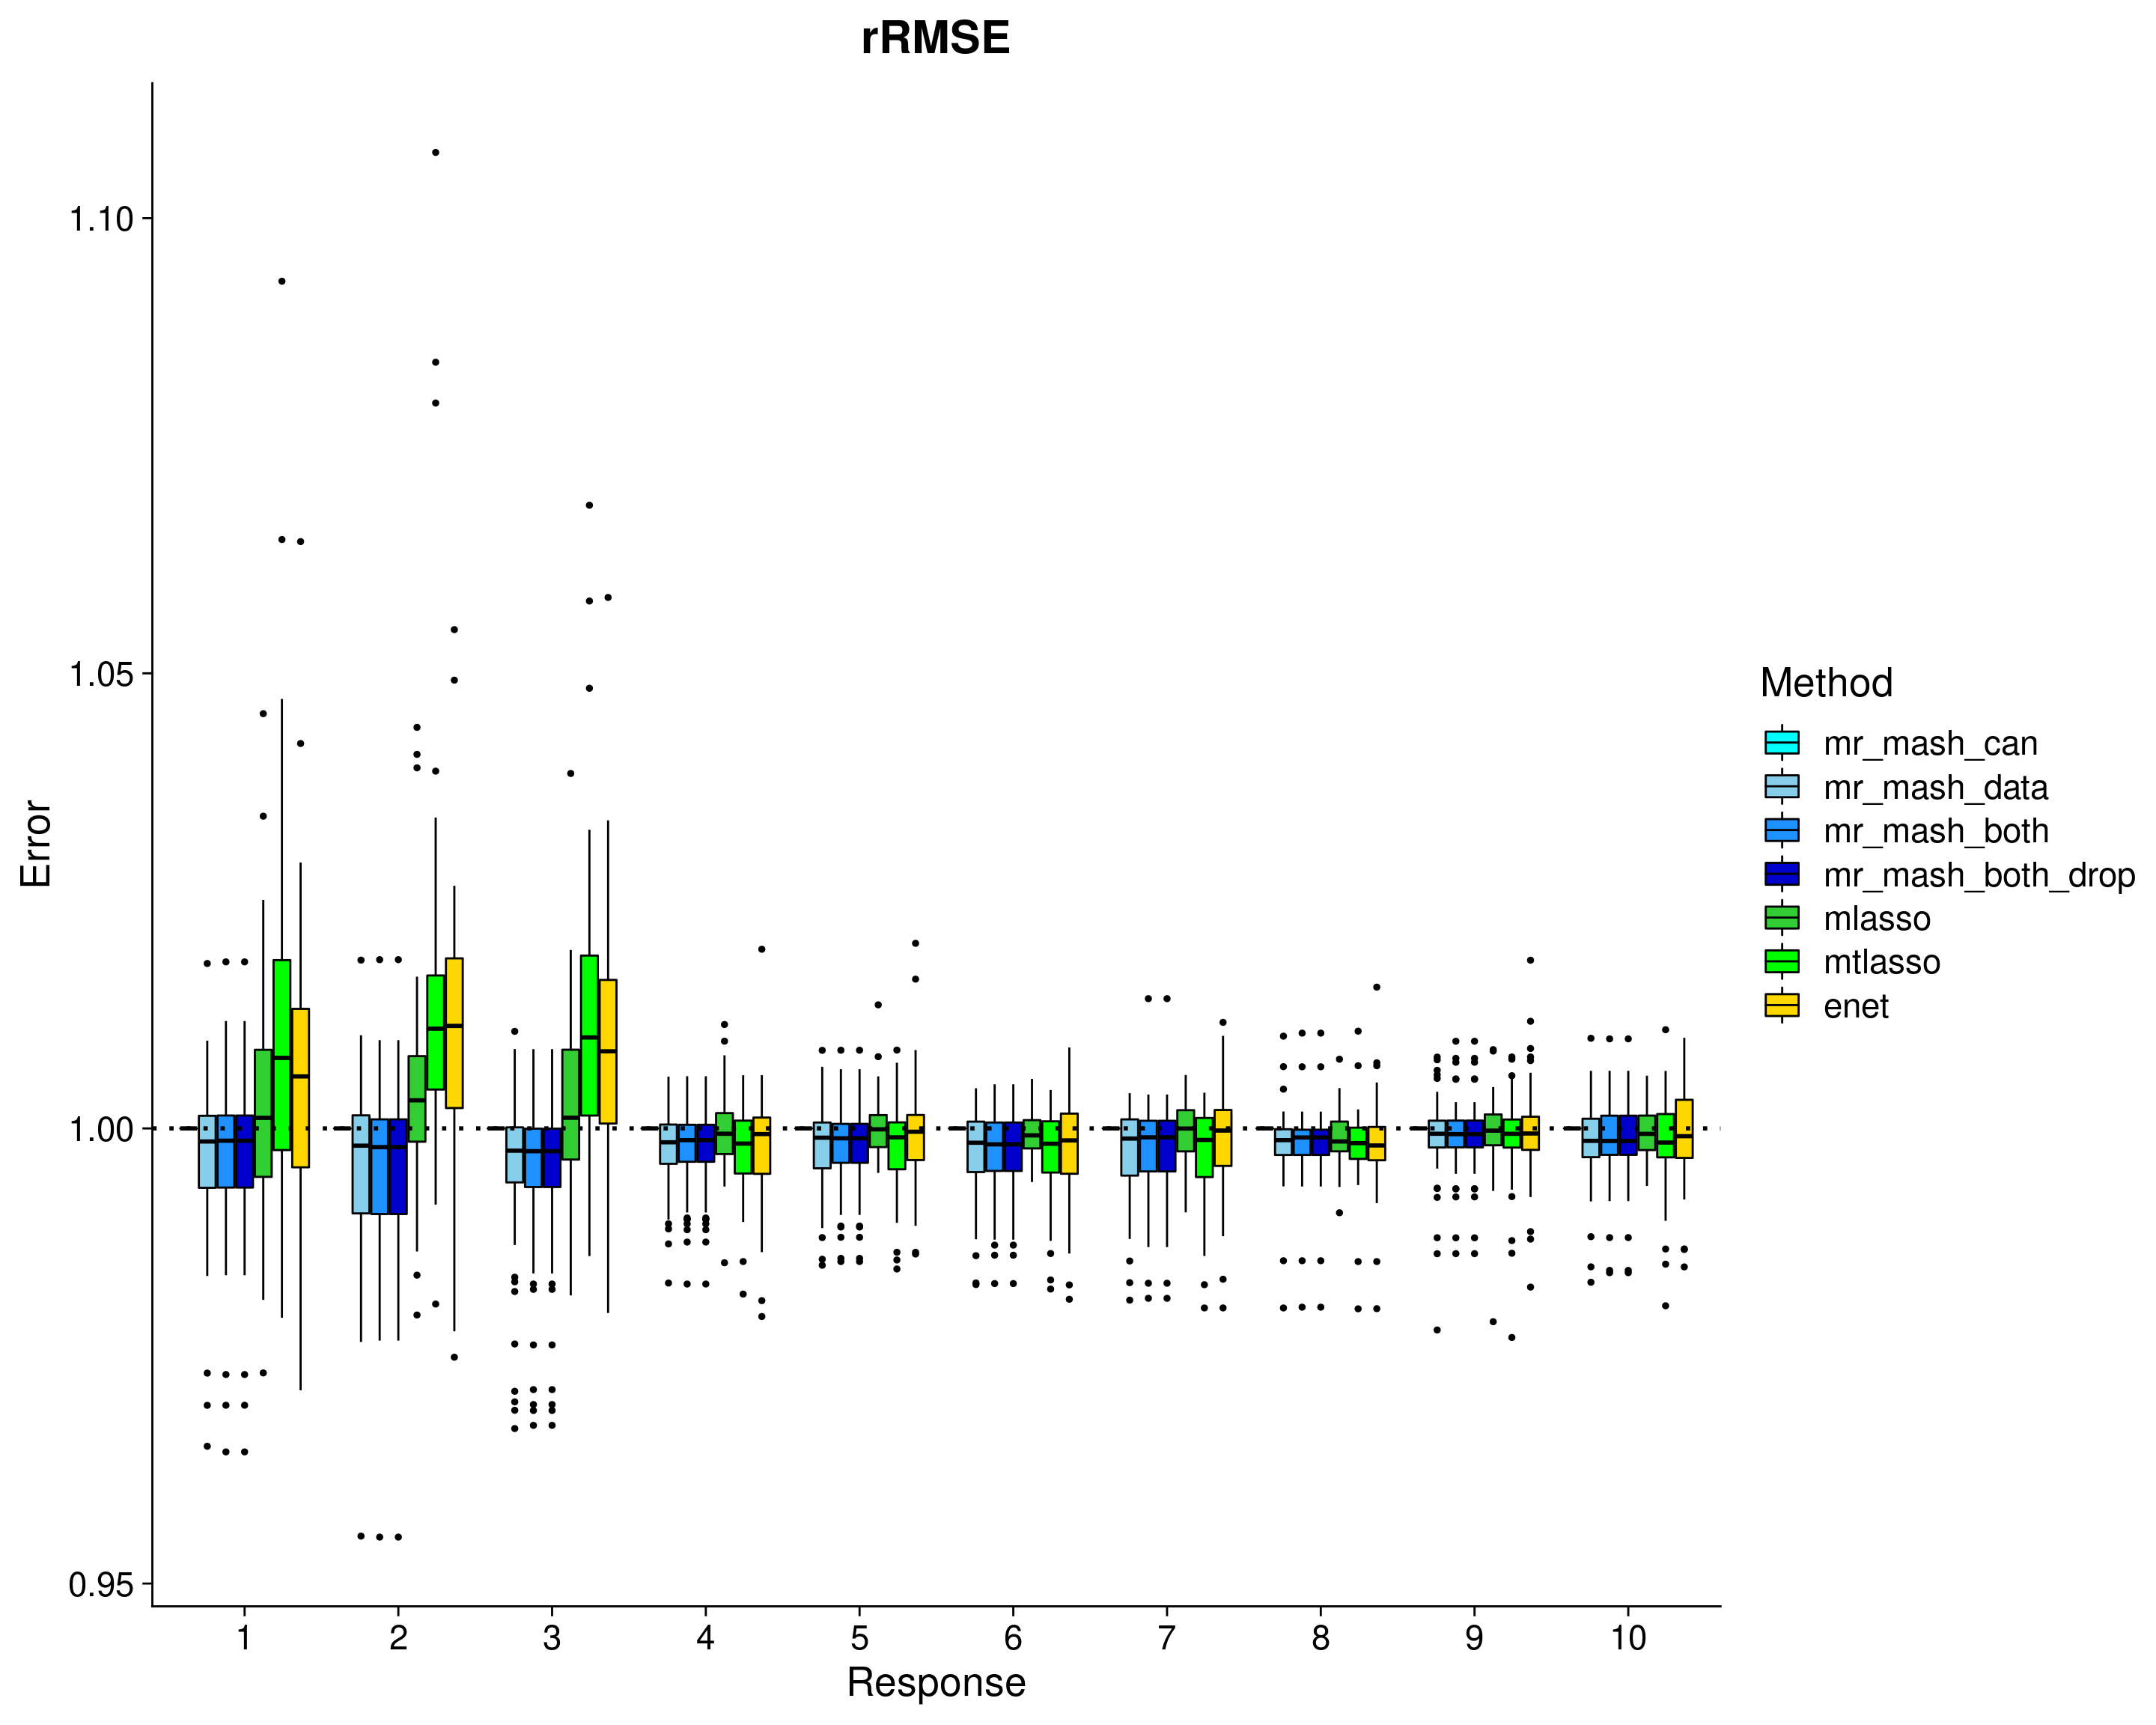 rRMSE
1.10
1.05
1.00
0.95
Error
1 2 3 4 5 6 7 8 9 10
Response
Method
mr_mash_can
mr_mash_data
mr_mash_both
mr_mash_both_drop
mlasso
mtlasso
enet